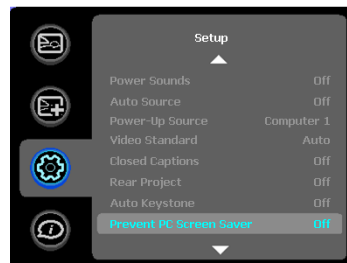 Setup
Power Sounds Off
Auto Source Off
Power-Up Source Computer 1
Video Standard Auto
Closed Captions Off
Rear Project Off
Auto Keystone Off
Prevent PC Screen Saver Off